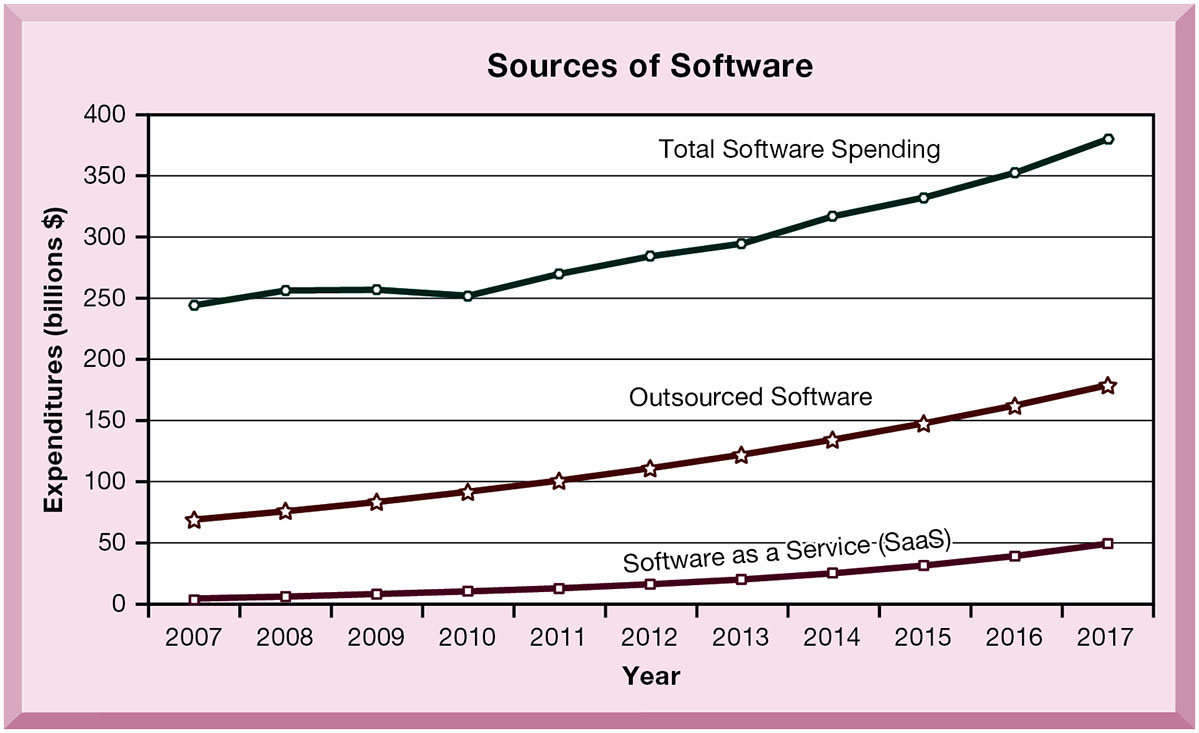 Sources of Software
Expenditures (billions $)
400
350
300
250
200
150
100
50
0
Total Software Spending
Outsourced Software
Software as a Service (SaaS)
2007 2008 2009 2010 2011 2012 2013 2014 2015 2016 2017
Year